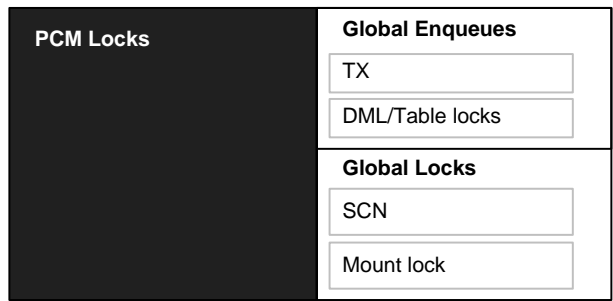 PCM Locks
Global Enqueues
TX
DML/Table locks
Global Locks
SCN
Mount lock